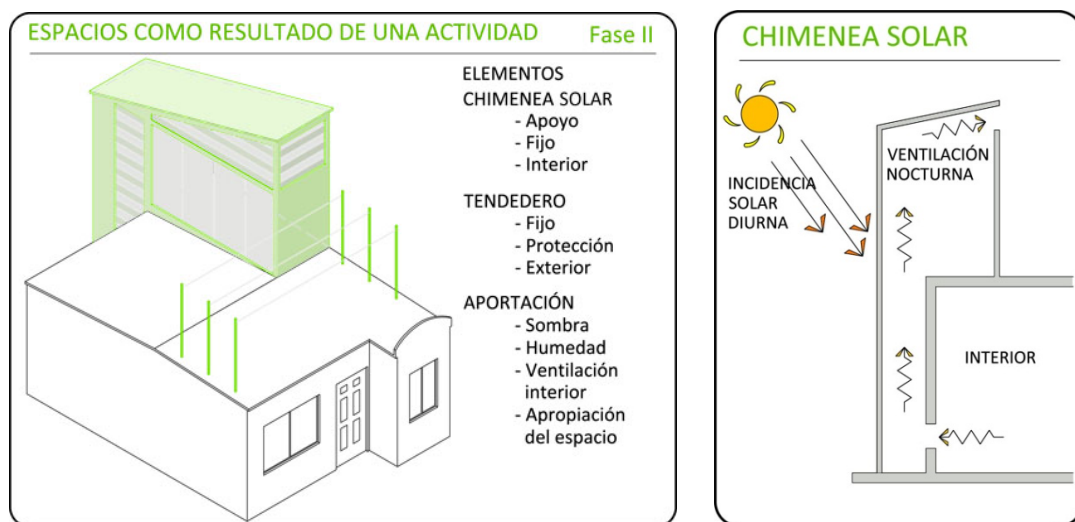 ESPACIOS COMO RESULTADO DE UNA ACTIVIDAD Fase II
ELEMENTOS
CHIMENEA SOLAR
- Apoyo
- Fijo
- Interior
TENDEDERO
- Fijo
- Protección
- Exterior
APORTACIÓN
- Sombra
- Humedad
- Ventilación
interior
- Apropiación
del espacio
CHIMENEA SOLAR
VENTILACIÓN
NOCTURNA
INCIDENCIA
SOLAR
DIURNA
INTERIOR